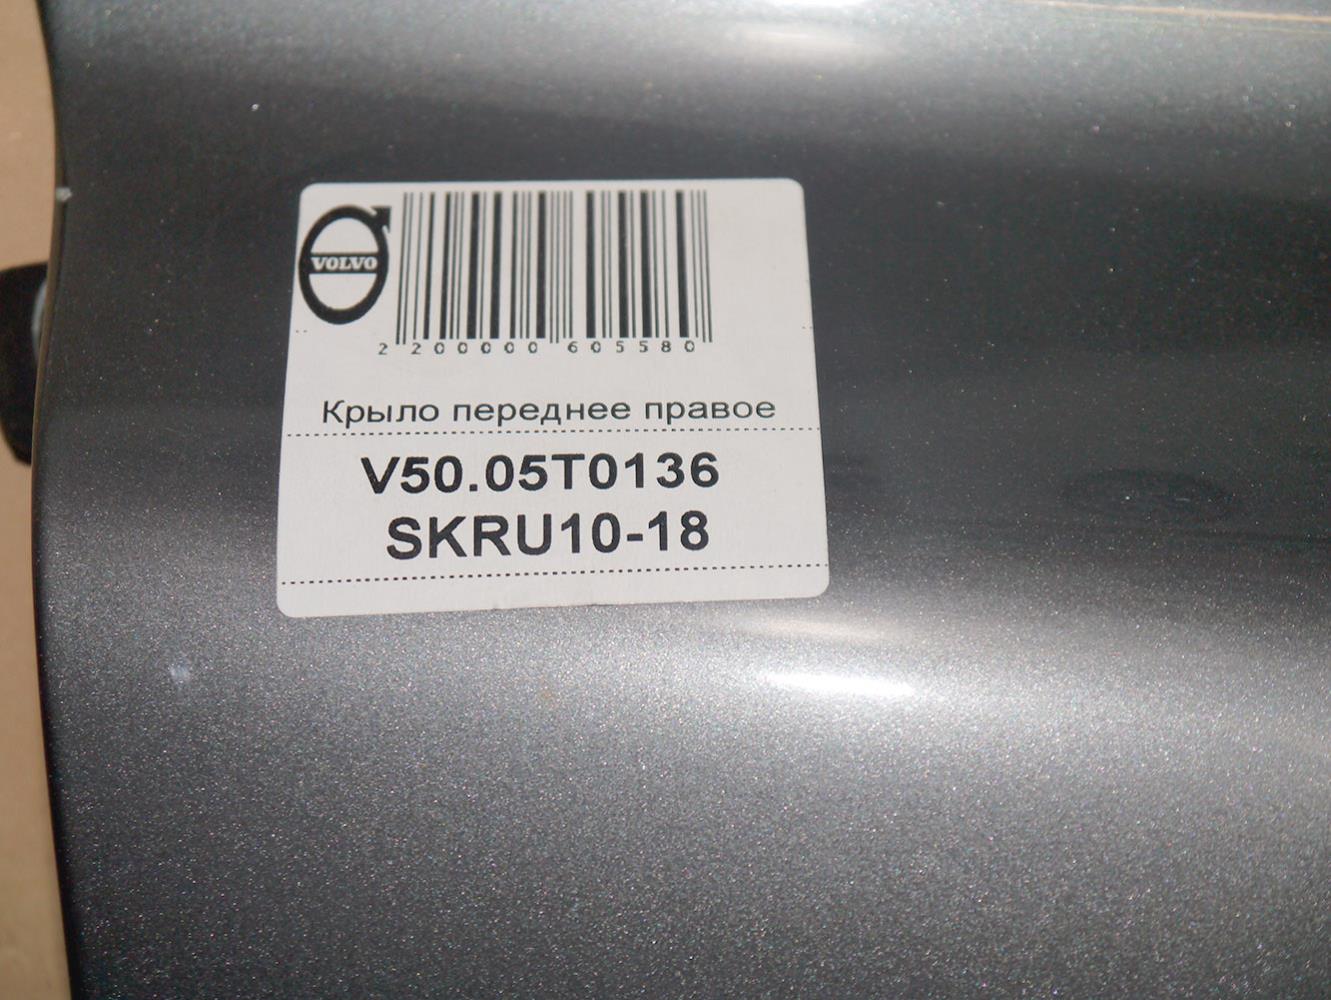 VOLVO
2 200000 605580
Крыло переднее правое
V50.05T0136
SKRU10-18